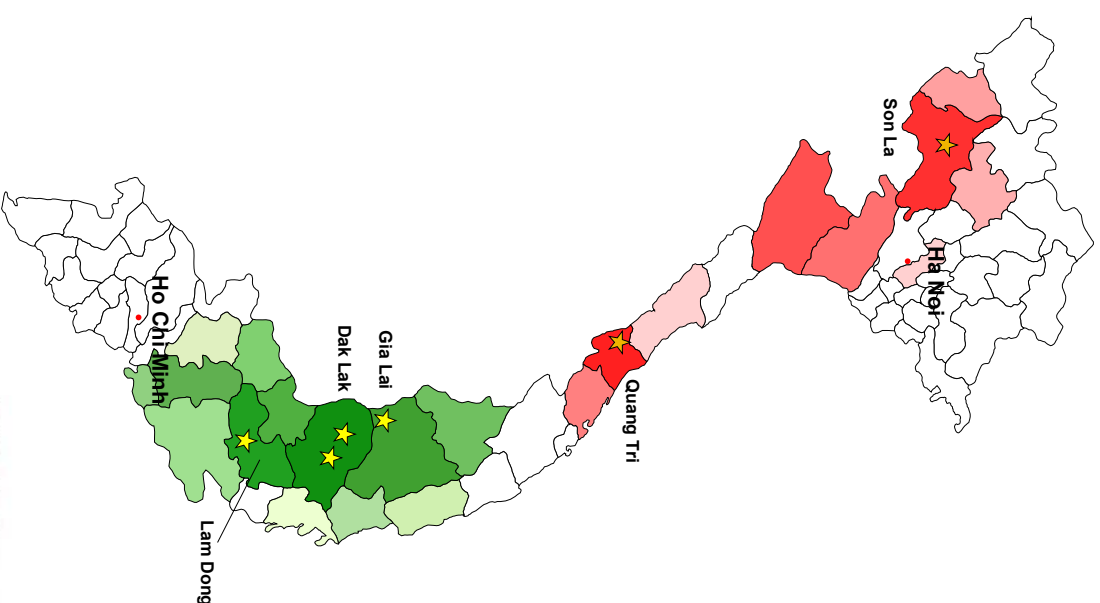 Son La
Ha Noi
Quang Tri
Gia Lai
Dak Lak
Ho Chi Minh
Lam Dong